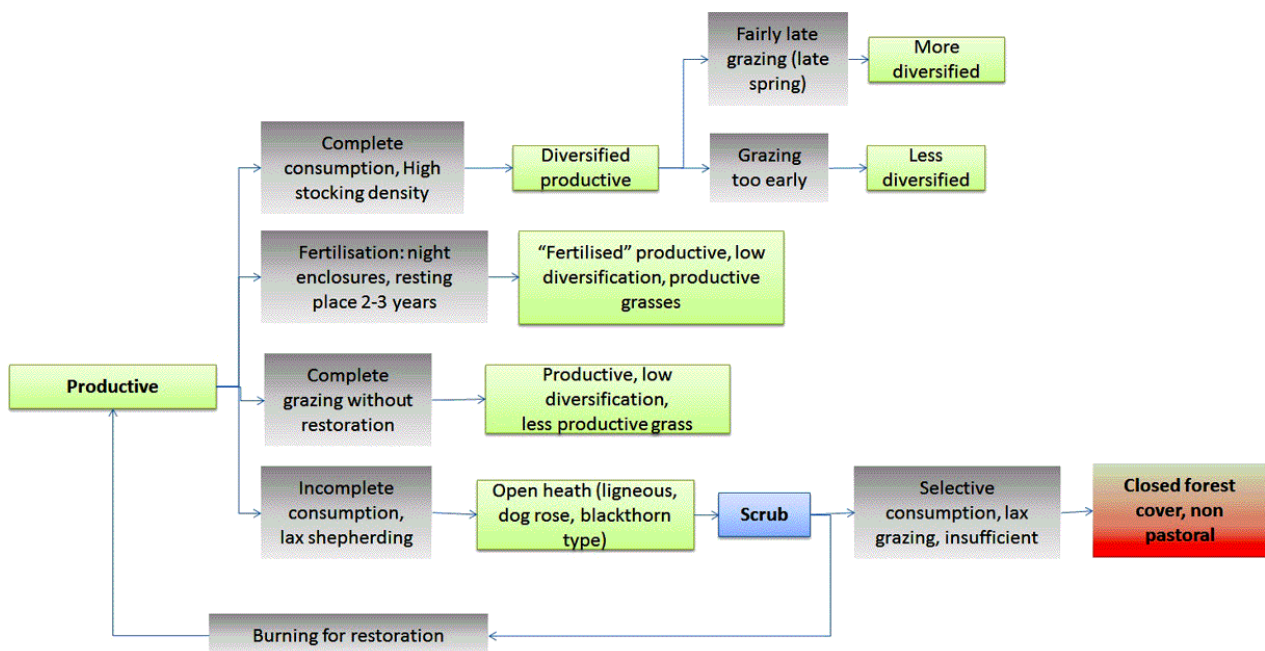 Fairly late
grazing (late
spring)
More
diversified
Complete
consumption, High
stocking density
Diversified
productive
Grazing
too early
Less
diversified
Fertilisation: night
enclosures, resting
place 2-3 years
“Fertilised” productive, low
diversification, productive
grasses
Productive
Complete
grazing without
restoration
Productive, low
diversification,
less productive grass
Incomplete
consumption,
lax shepherding
Open heath (ligneous,
dog rose, blackthorn
type)
Scrub
Selective
consumption, lax
grazing, insufficient
Closed forest
cover, non
pastoral
Burning for restoration